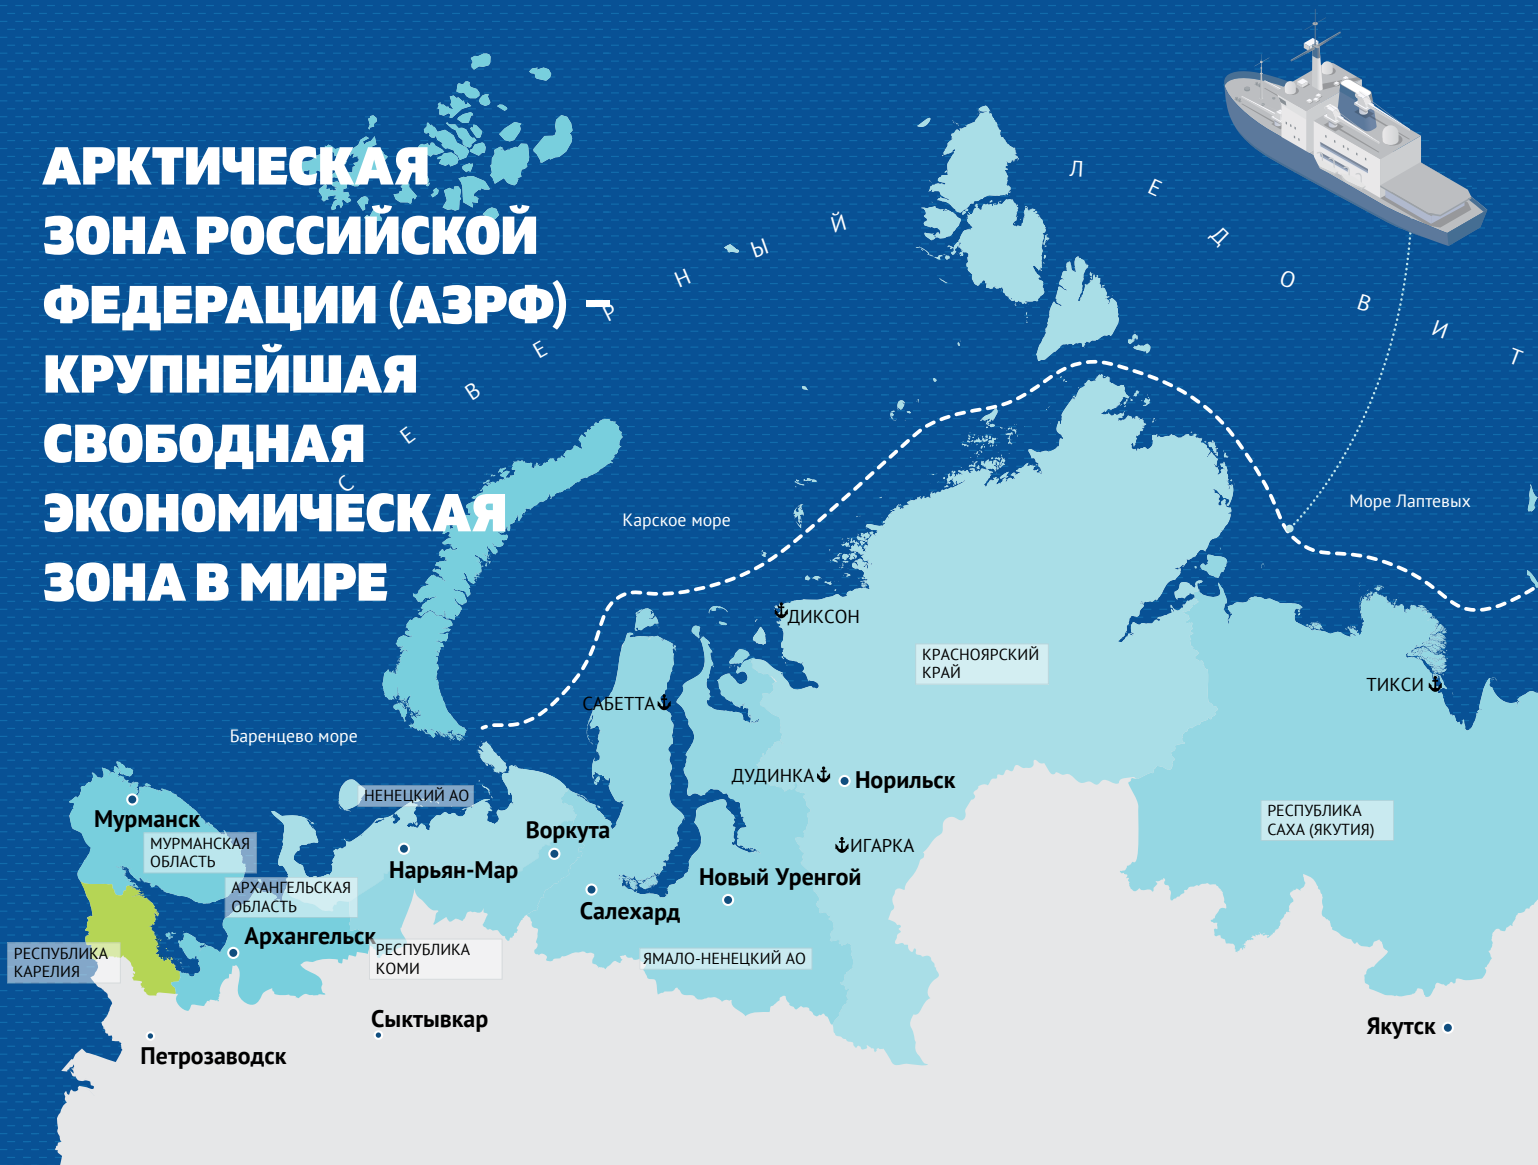 АРКТИЧЕСКАЯ
ЗОНА РОССИЙСКОЙ
ФЕДЕРАЦИИ (АЗРФ) –
КРУПНЕЙШАЯ
СВОБОДНАЯ
ЭКОНОМИЧЕСКАЯ
ЗОНА В МИРЕ
СЕВЕРНЫЙ ЛЕДОВИТ
Карское море
Море Лаптевых
Баренцево море
ДИКСОН
КРАСНОЯРСКИЙ
КРАЙ
ТИКСИ
САБЕТТА
ДУДИНКА
Норильск
НЕНЕЦКИЙ АО
Мурманск
МУРМАНСКАЯ
ОБЛАСТЬ
Воркута
РЕСПУБЛИКА
САХА (ЯКУТИЯ)
ИГАРКА
Нарьян-Мар
Новый Уренгой
АРХАНГЕЛЬСКАЯ
ОБЛАСТЬ
Салехард
Архангельск
РЕСПУБЛИКА
КАРЕЛИЯ
РЕСПУБЛИКА
КОМИ
ЯМАЛО-НЕНЕЦКИЙ АО
Сыктывкар
Якутск
Петрозаводск